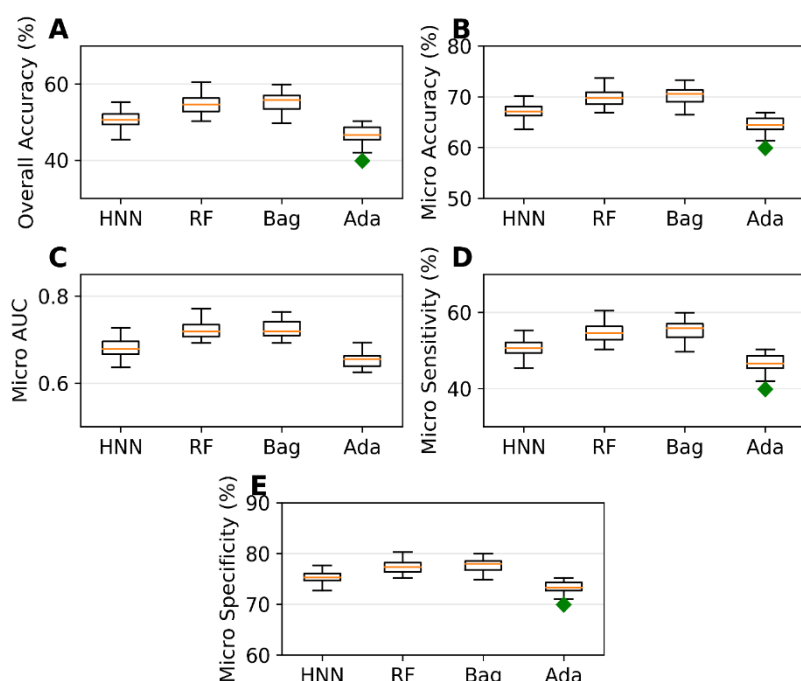 A
Overall Accuracy (%)
60
40
HNN RF Bag Ada
B
Micro Accuracy (%)
80
70
60
50
HNN RF Bag Ada
C
Micro AUC
0.8
0.6
HNN RF Bag Ada
D
Micro Sensitivity (%)
60
40
HNN RF Bag Ada
E
Micro Specificity (%)
90
80
70
60
HNN RF Bag Ada